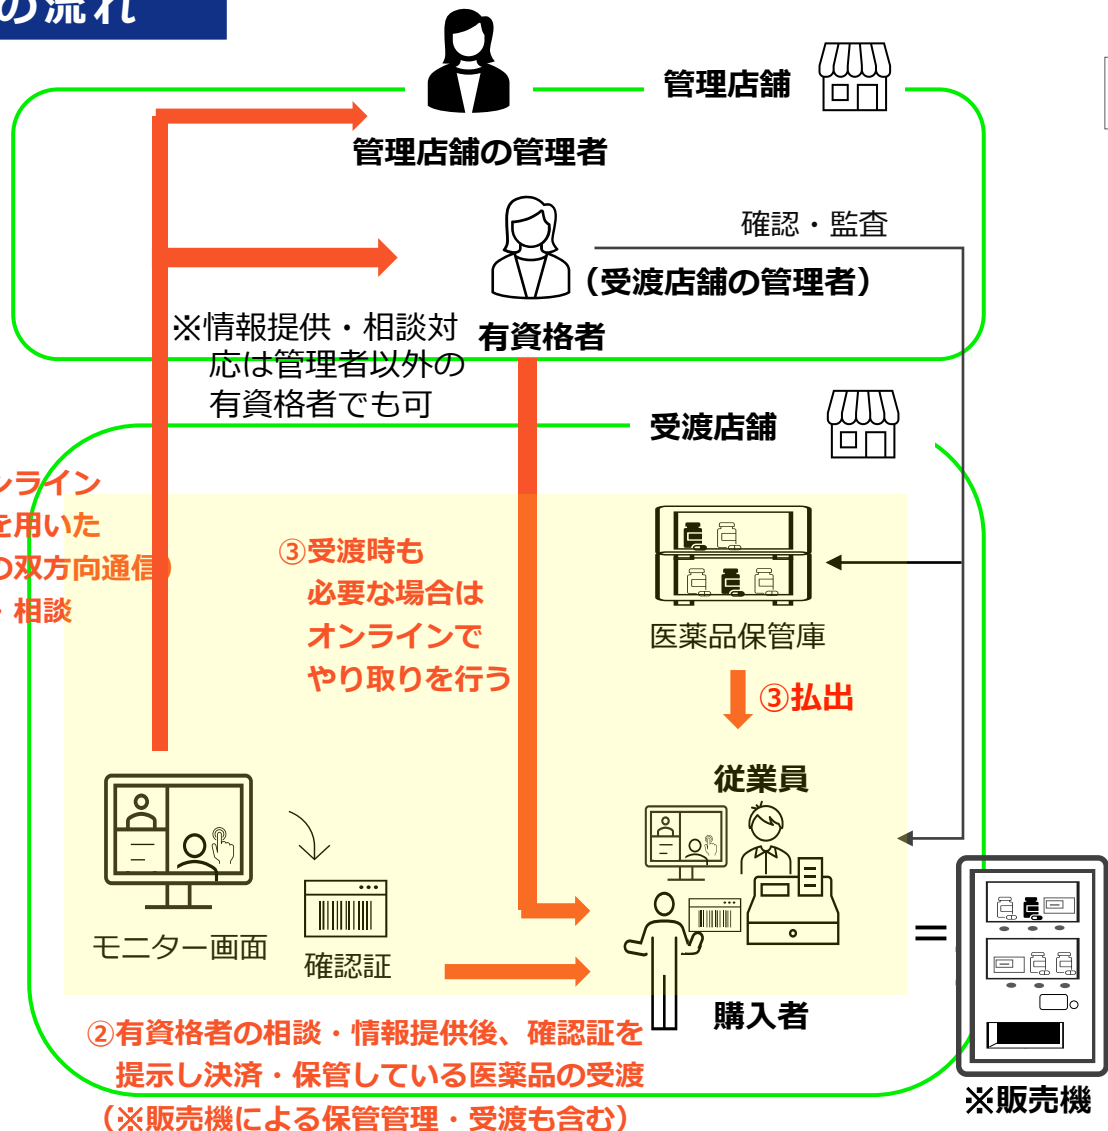 の流れ
管理店舗
管理店舗の管理者
確認・監査
（受渡店舗の管理者）
有資格者
※情報提供・相談対
応は管理者以外の
有資格者でも可
受渡店舗
ンライン
を用いた
の双方向通信）
・相談
③受渡時も
必要な場合は
オンラインで
やり取りを行う
医薬品保管庫
③払出
従業員
モニター画面
確認証
＝
購入者
②有資格者の相談・情報提供後、確認証を
提示し決済・保管している医薬品の受渡
（※販売機による保管管理・受渡も含む）
※販売機